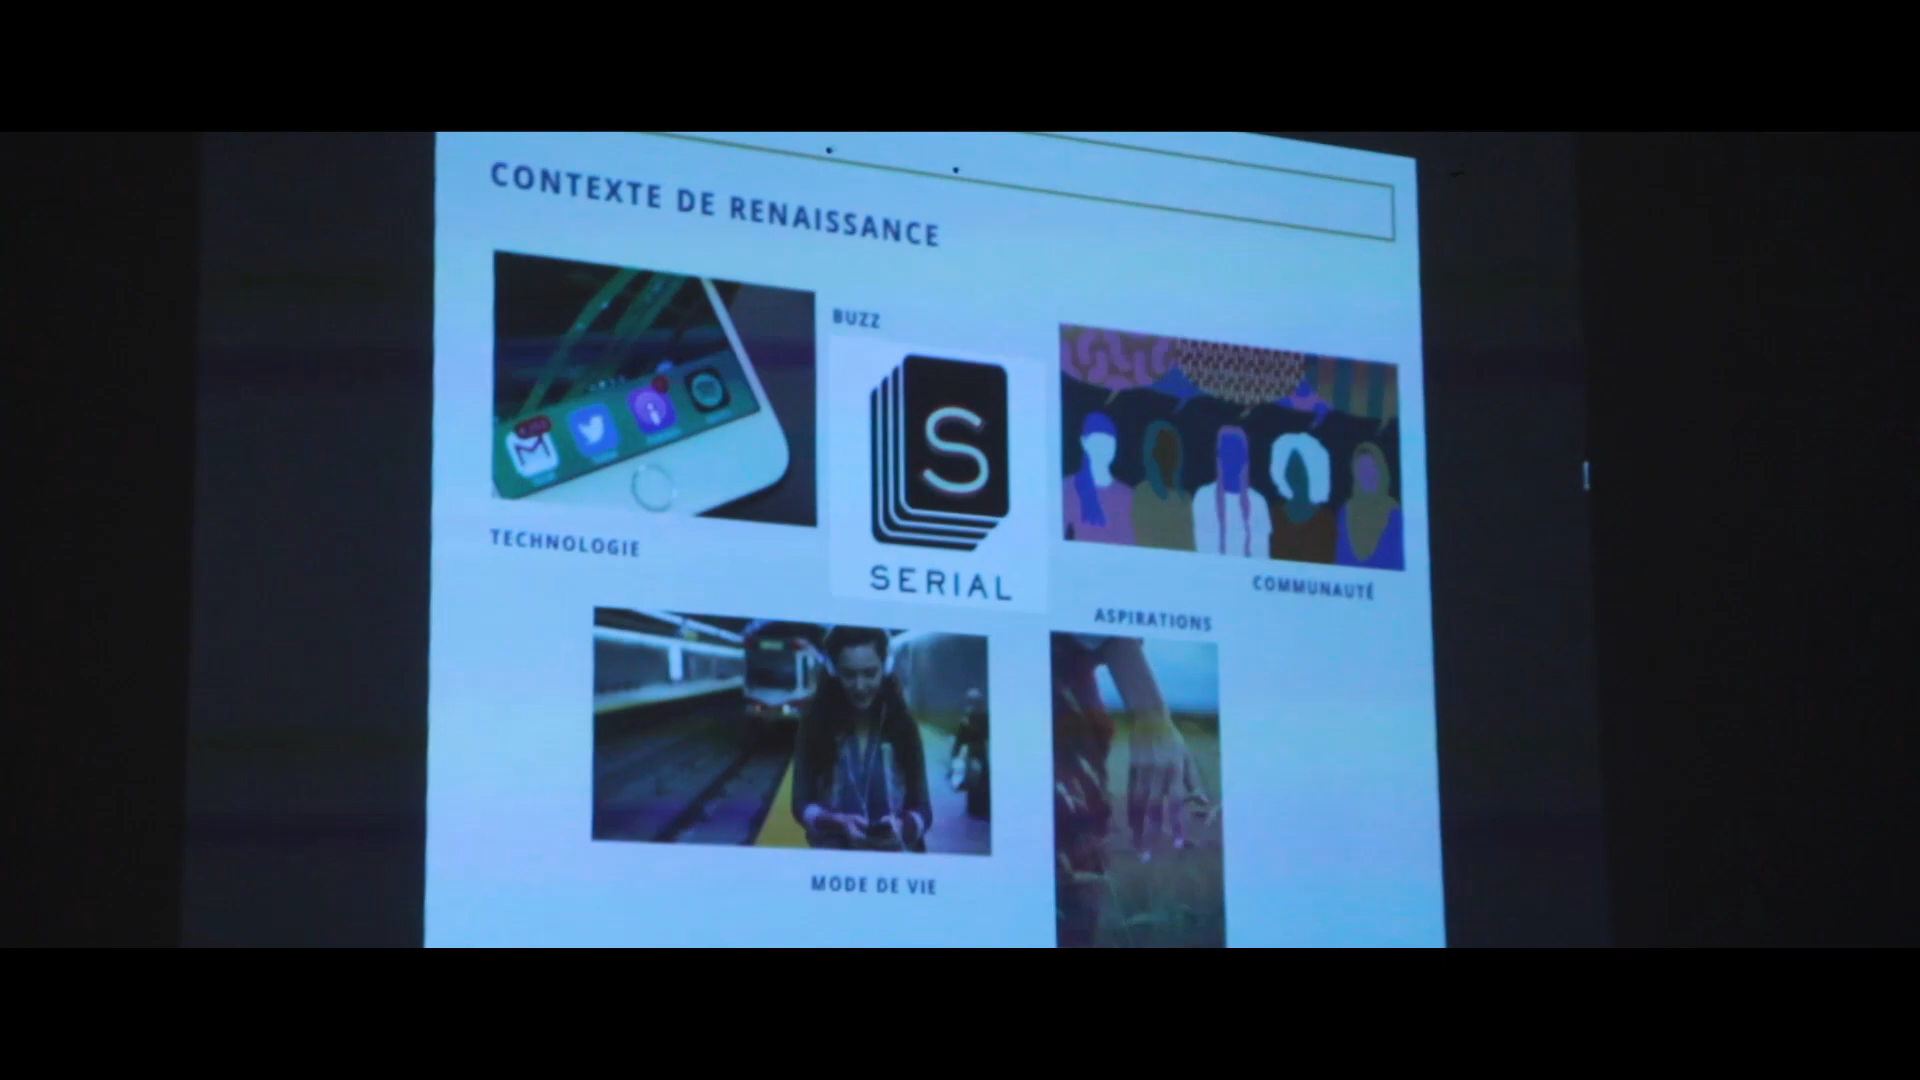 CONTEXTE DE RENAISSANCE
BUZZ
S
SERIAL
TECHNOLOGIE
COMMUNAUTÉ
ASPIRATIONS
MODE DE VIE